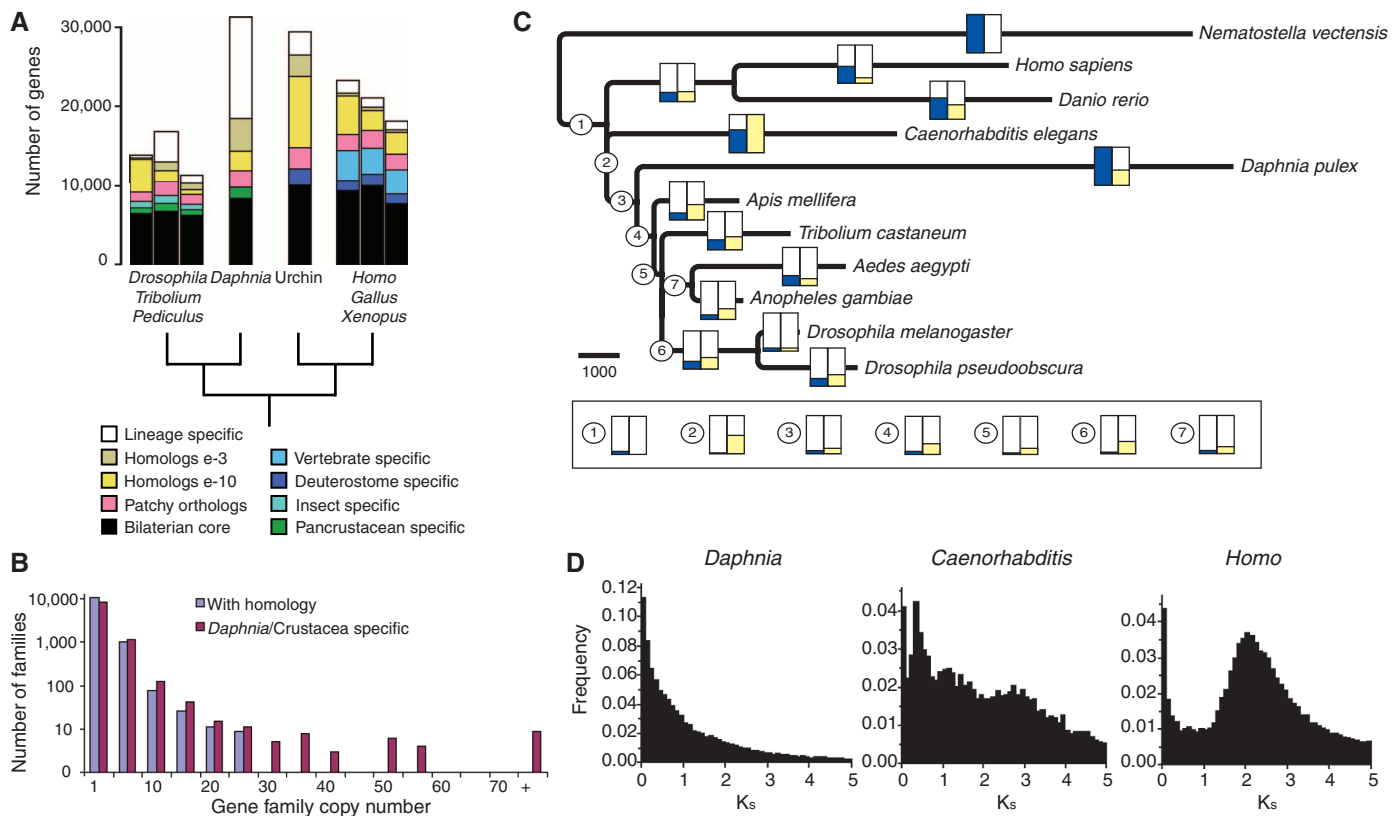 A
Number of genes
30,000
20,000
10,000
0
Drosophila Daphnia Urchin Homo
Tribolium Gallus
Pediculus Xenopus
Lineage specific
Homologs e-3
Homologs e-10
Patchy orthologs
Bilaterian core
Vertebrate specific
Deuterostome specific
Insect specific
Pancrustacean specific
B
Number of families
10,000
1,000
100
10
0
With homology
Daphnia/Crustacea specific
1 10 20 30 40 50 60 70 +
Gene family copy number
C
Nematostella vectensis
Homo sapiens
Danio rerio
Caenorhabditis elegans
Daphnia pulex
Apis mellifera
Tribolium castaneum
Aedes aegypti
Anopheles gambiae
Drosophila melanogaster
Drosophila pseudoobscura
1
2
3
4
5
7
6
1000
1 2 3 4 5 6 7
D
Daphnia
Frequency
0.12
0.10
0.08
0.06
0.04
0.02
0.00
0 1 2 3 4 5
Ks
Caenorhabditis
0.04
0.03
0.02
0.01
0.00
0 1 2 3 4 5
Ks
Homo
0.04
0.03
0.02
0.01
0.00
0 1 2 3 4 5
Ks